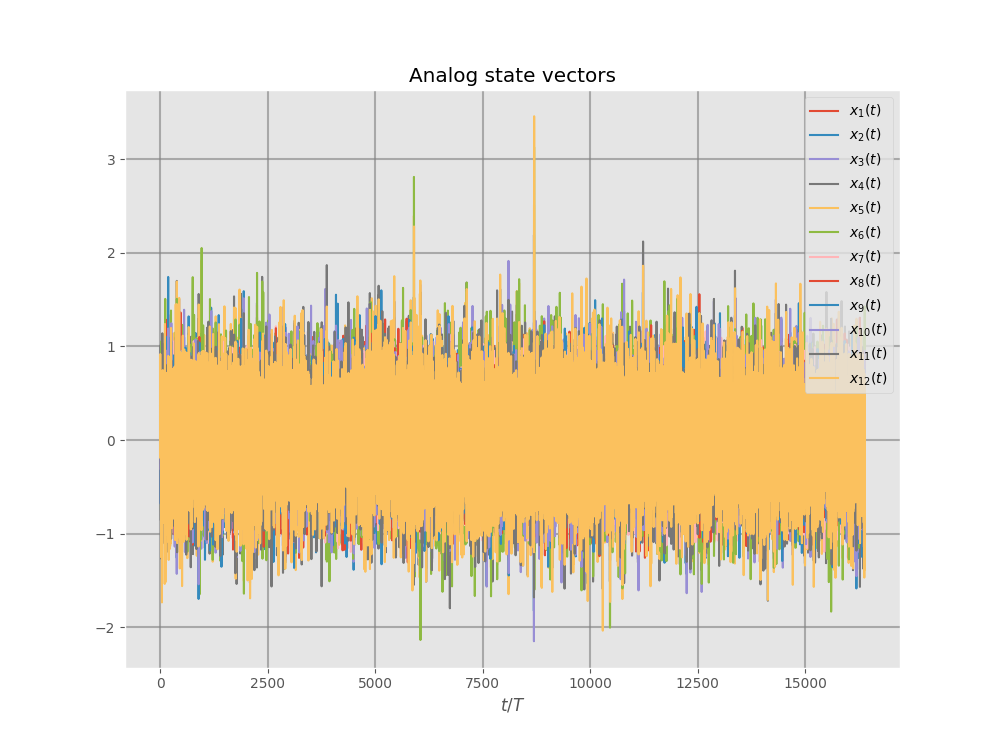 Analog state vectors
x₁(t)
x₂(t)
x₃(t)
x₄(t)
x₅(t)
x₆(t)
x₇(t)
x₈(t)
x₉(t)
x₁₀(t)
x₁₁(t)
x₁₂(t)
3
2
1
0
−1
−2
0 2500 5000 7500 10000 12500 15000
t/T